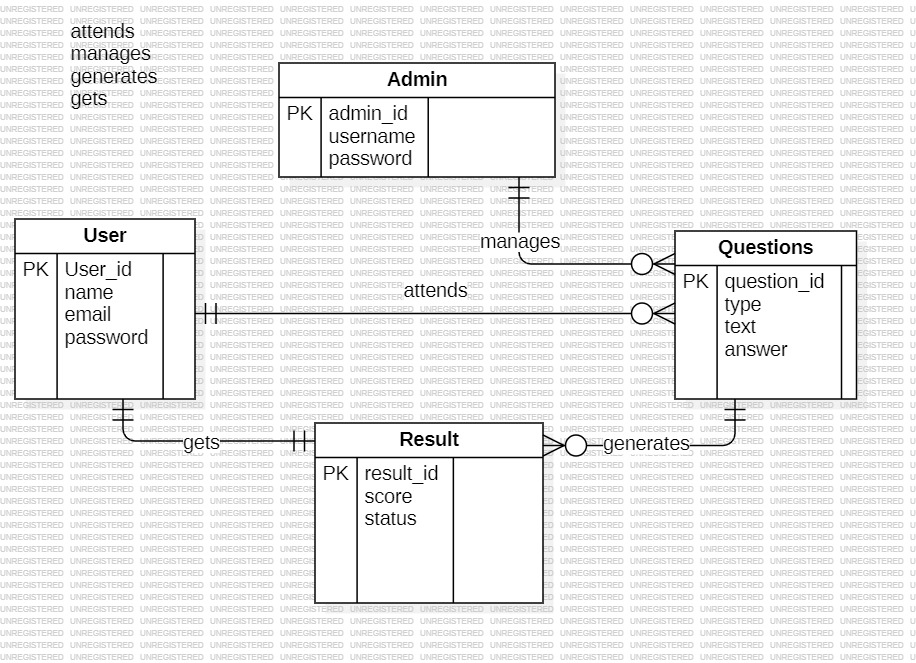 attends
manages
generates
gets
Admin
PK admin_id
username
password
manages
User
PK User_id
name
email
password
attends
Questions
PK question_id
type
text
answer
gets
Result
PK result_id
score
status
generates
UNREGISTERED